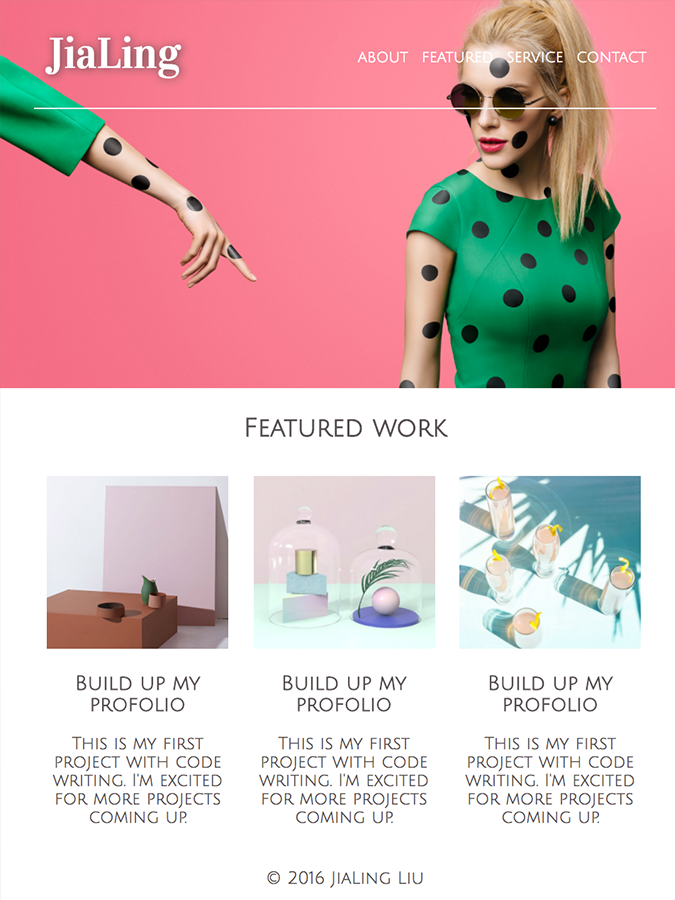 JiaLing
ABOUT FEATURED SERVICE CONTACT
Featured work
Build up my Build up my Build up my
profolio profolio profolio
This is my first This is my first This is my first
project with code project with code project with code
writing. I'm excited writing. I'm excited writing. I'm excited
for more projects for more projects for more projects
coming up. coming up. coming up.
© 2016 JiaLing Liu